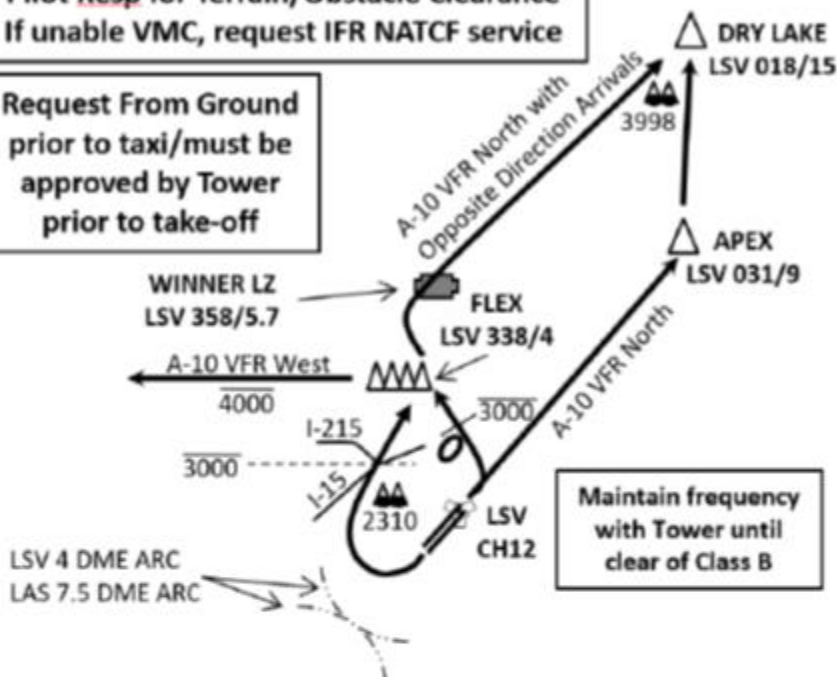 Pilot Resp for Terrain/Obstacle Clearance
If unable VMC, request IFR NATCF service
DRY LAKE
LSV 018/15
Request From Ground
prior to taxi/must be
approved by Tower
prior to take-off
A-10 VFR North with
Opposite Direction Arrivals
3998
APEX
LSV 031/9
WINNER LZ
LSV 358/5.7
FLEX
LSV 338/4
A-10 VFR West
4000
A-10 VFR North
3000
I-215
3000
I-15
2310
LSV
CH12
Maintain frequency
with Tower until
clear of Class B
LSV 4 DME ARC
LAS 7.5 DME ARC